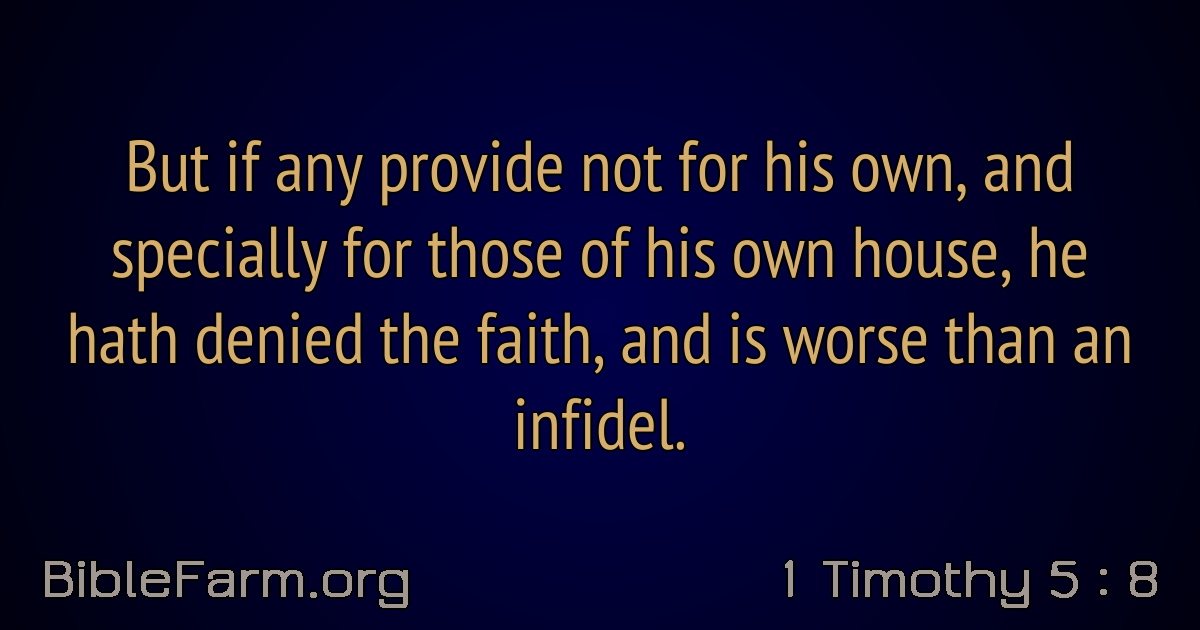 But if any provide not for his own, and
specially for those of his own house, he
hath denied the faith, and is worse than an
infidel.
BibleFarm.org
1 Timothy 5 : 8